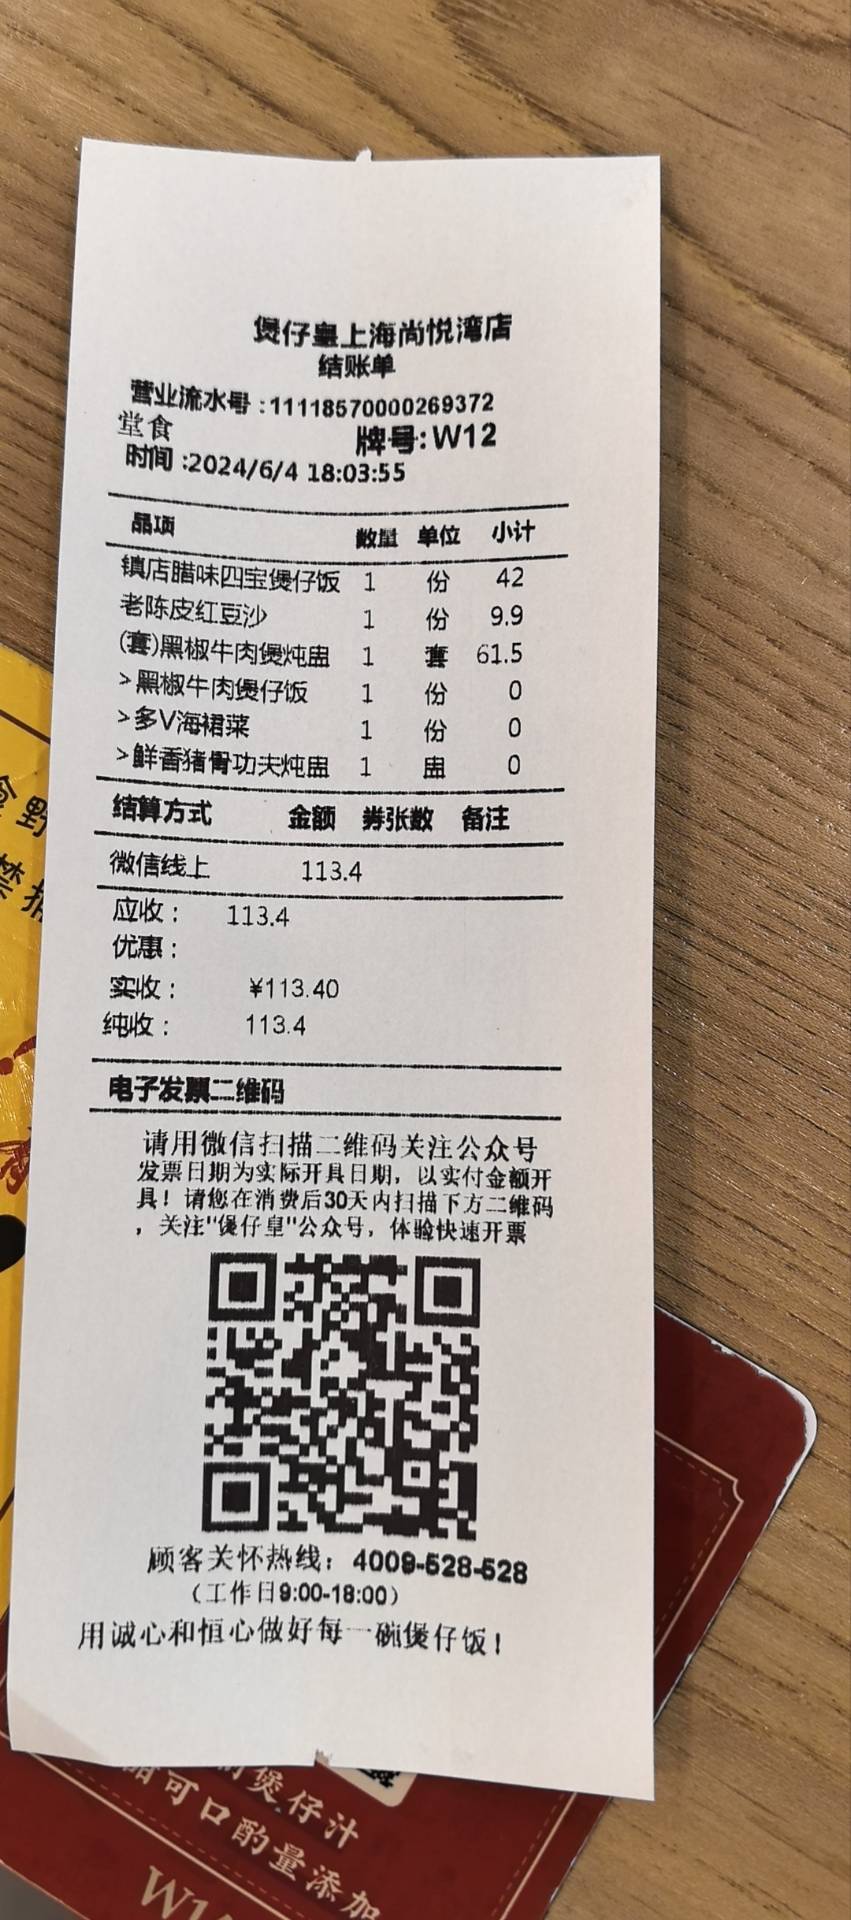 煲仔皇上海尚悦湾店
结账单
营业流水号:11118570000269372
堂食 牌号:W12
时间:2024/6/4 18:03:55
品项 数量 单位 小计
镇店腊味四宝煲仔饭 1 份 42
老陈皮红豆沙 1 份 9.9
(套)黑椒牛肉煲炖盅 1 套 61.5
>黑椒牛肉煲仔饭 1 份 0
>多V海裙菜 1 份 0
>鲜香猪骨功夫炖盅 1 盅 0
结算方式 金额 券张数 备注
微信线上 113.4
应收: 113.4
优惠:
实收: ¥113.40
纯收: 113.4
电子发票二维码
请用微信扫描二维码关注公众号
发票日期为实际开具日期，以实付金额开
具！请您在消费后30天内扫描下方二维码
，关注"煲仔皇"公众号，体验快速开票
顾客关怀热线：4009-528-528
（工作日9:00-18:00）
用诚心和恒心做好每一碗煲仔饭！
野
禁
煲仔汁
可口酌量添加